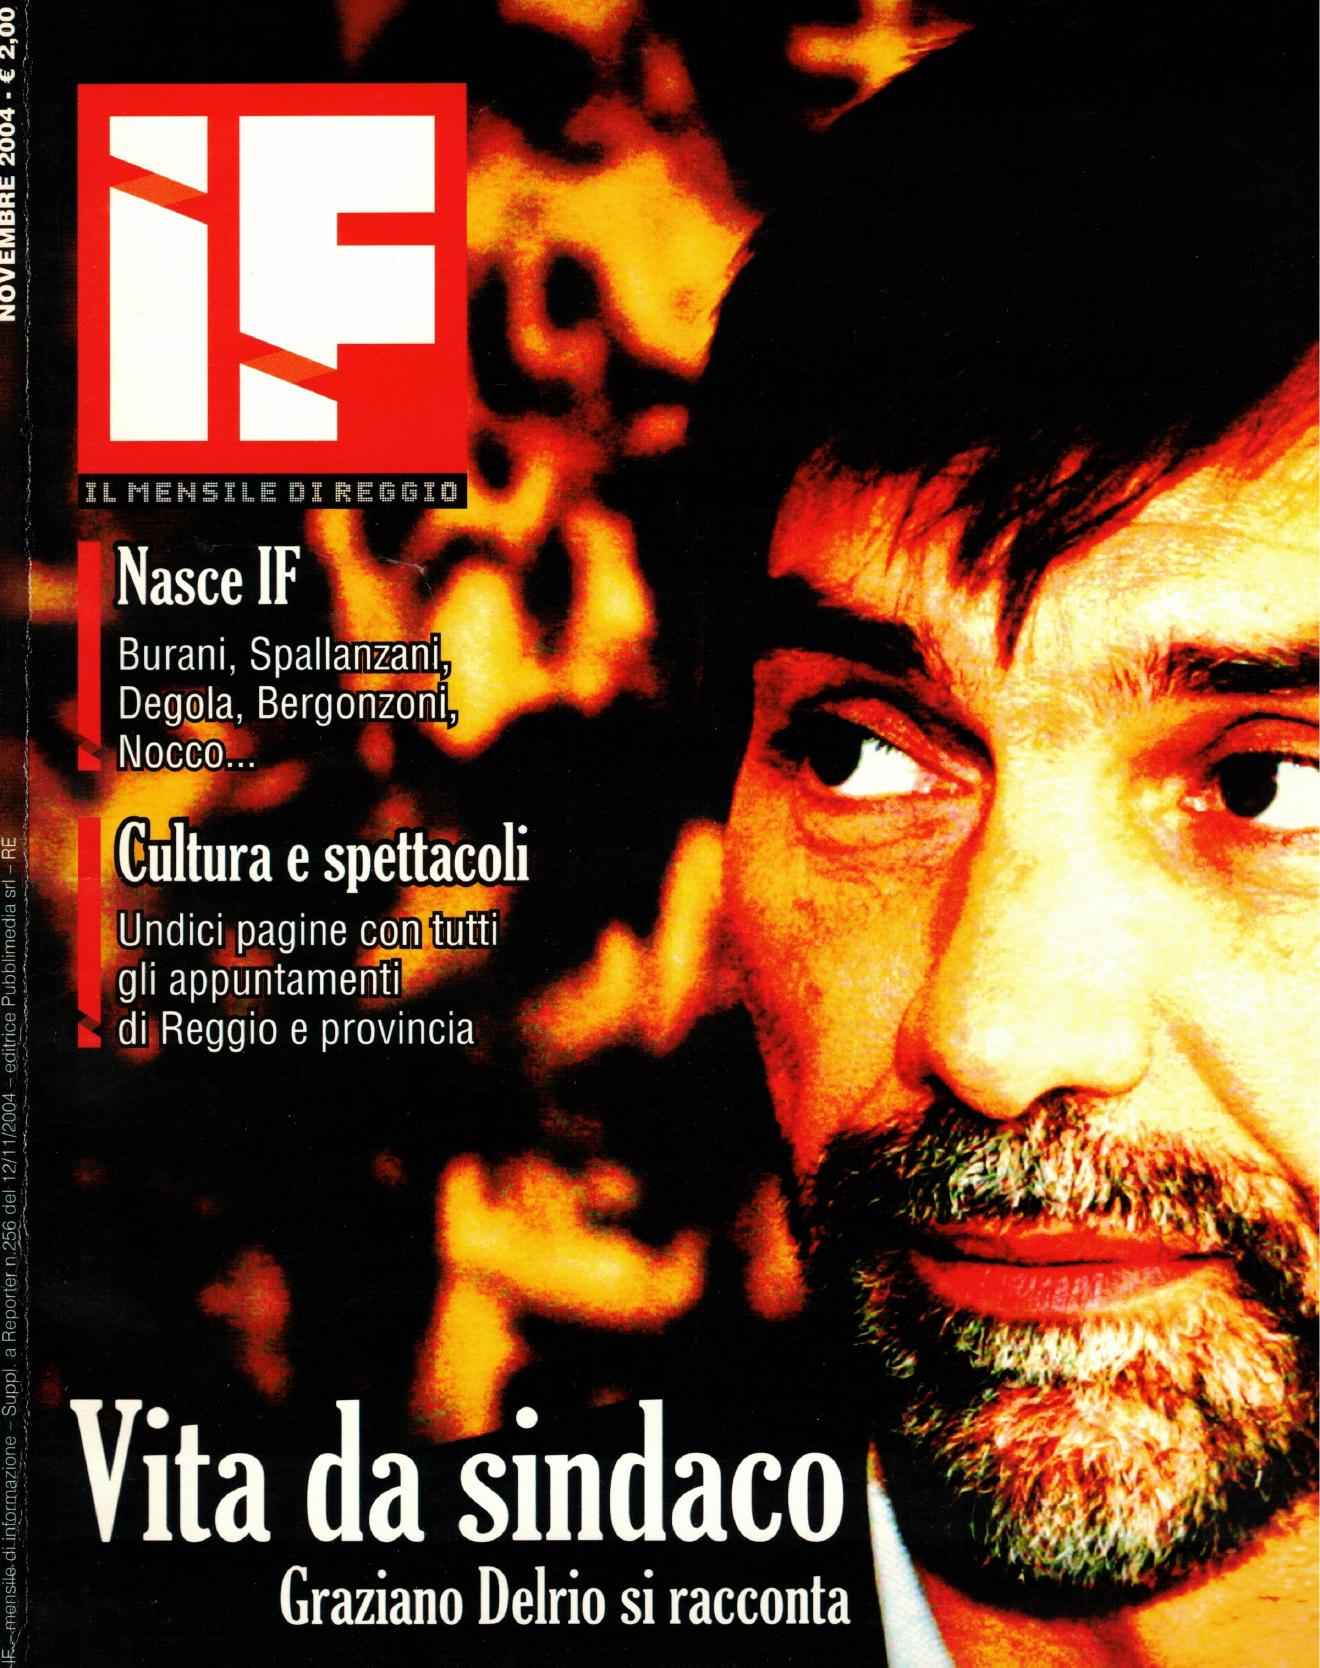 NOVEMBRE 2004 - € 2,00
iF
IL MENSILE DI REGGIO
Nasce IF
Burani, Spallanzani,
Degola, Bergonzoni,
Nocco...
Cultura e spettacoli
Undici pagine con tutti
gli appuntamenti
di Reggio e provincia
Vita da sindaco
Graziano Delrio si racconta
IF - mensile di informazione – Suppl. a Reporter n.256 del 12/11/2004 – editrice Pubblimedia srl – RE